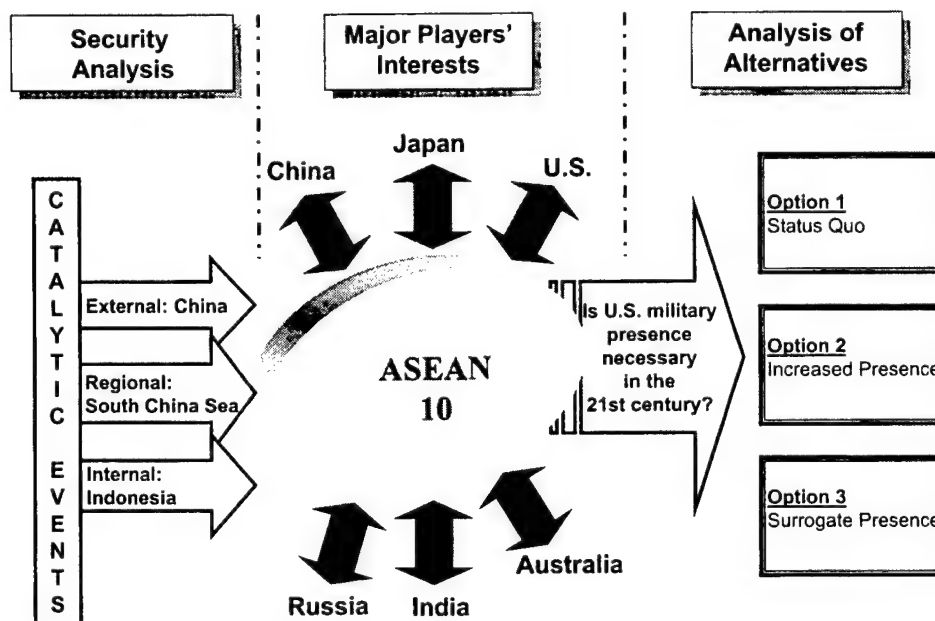 Security
Analysis
Major Players'
Interests
Analysis of
Alternatives
CATALYTIC EVENTS
External: China
Regional:
South China Sea
Internal:
Indonesia
China
Japan
U.S.
ASEAN
10
Russia
India
Australia
Is U.S. military
presence
necessary
in the
21st century?
Option 1
Status Quo
Option 2
Increased Presence
Option 3
Surrogate Presence